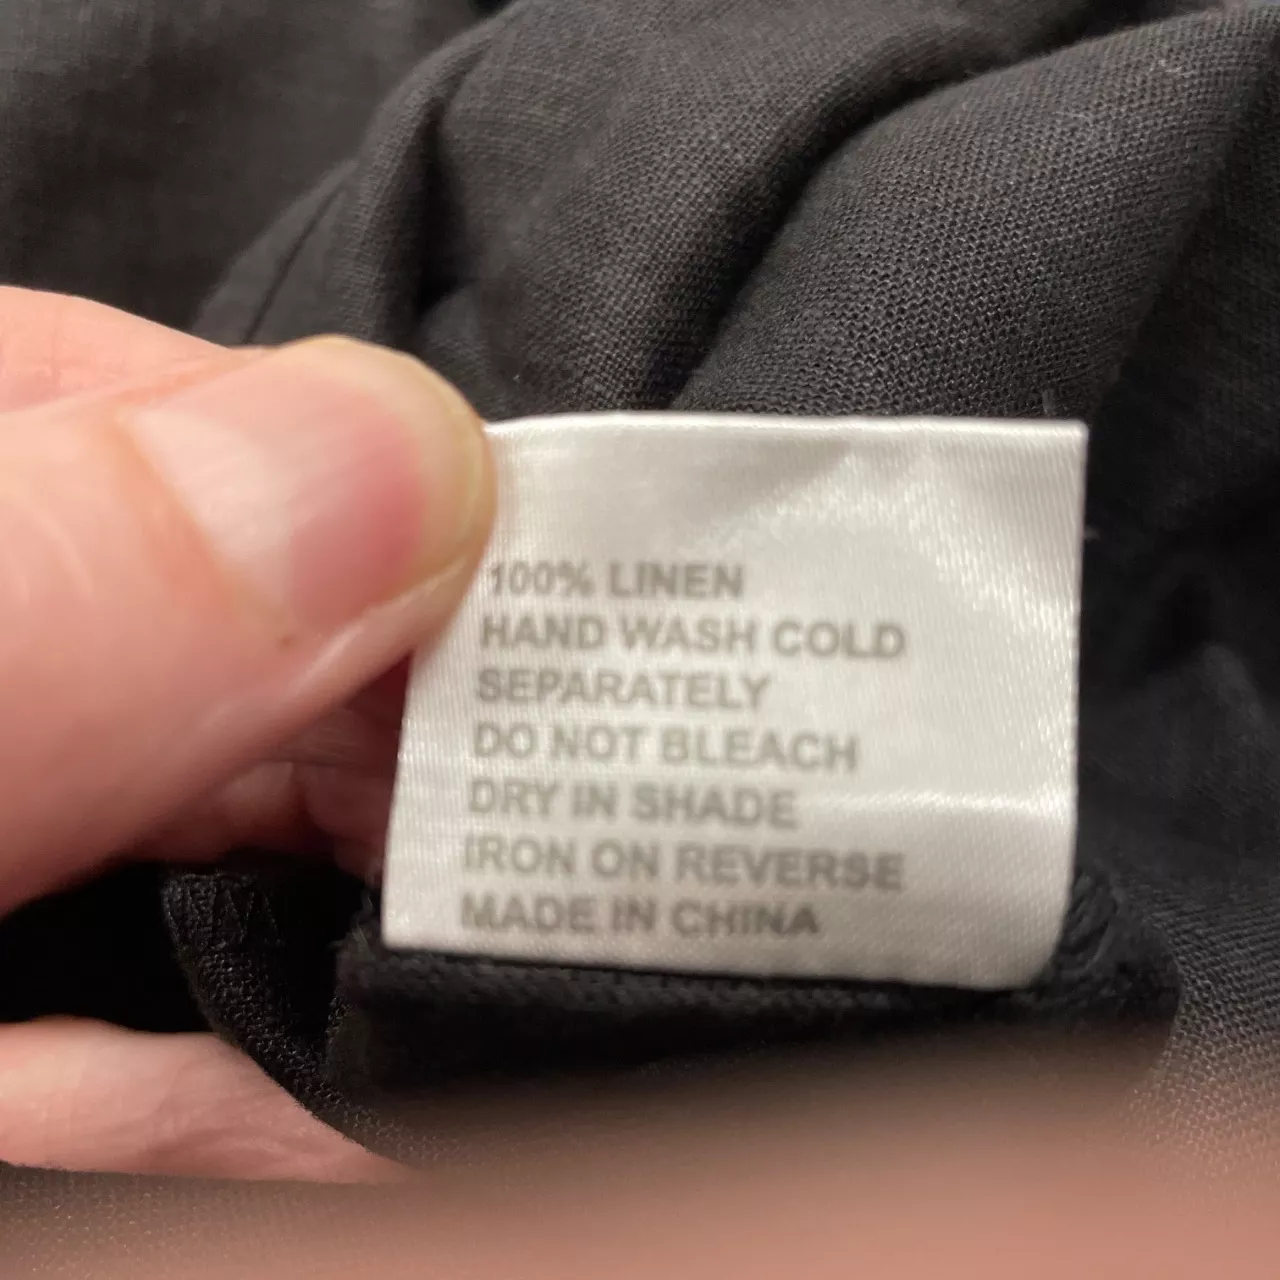 100% LINEN
HAND WASH COLD
SEPARATELY
DO NOT BLEACH
DRY IN SHADE
IRON ON REVERSE
MADE IN CHINA